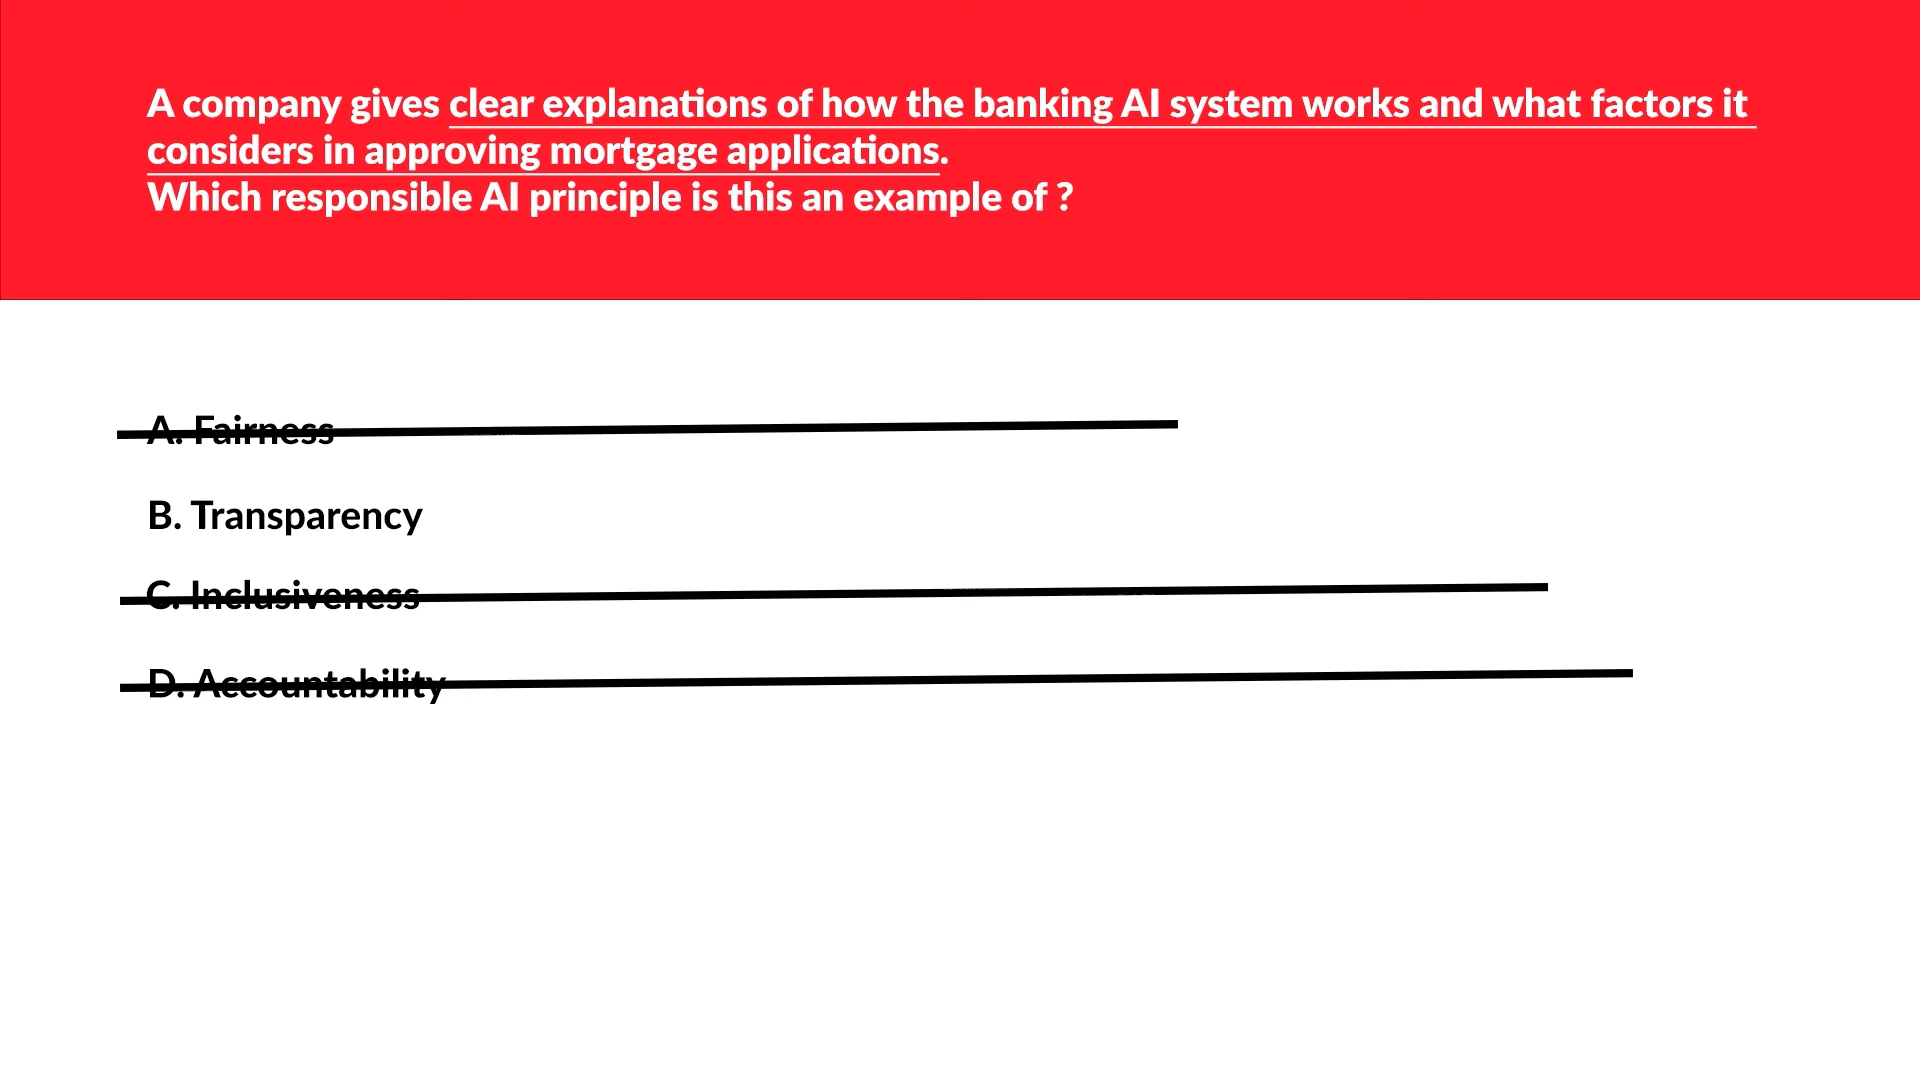 A company gives clear explanations of how the banking AI system works and what factors it
considers in approving mortgage applications.
Which responsible AI principle is this an example of ?
A. Fairness
B. Transparency
C. Inclusiveness
D. Accountability